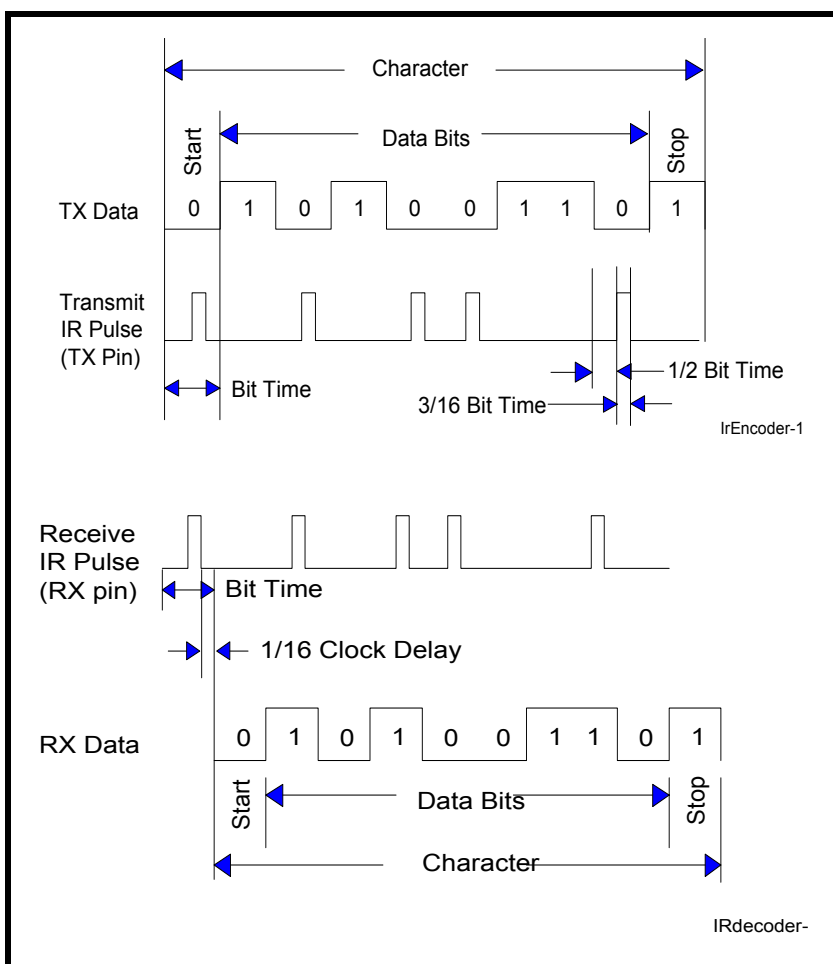 Character
Start
Data Bits
Stop
TX Data
0 1 0 1 0 0 1 1 0 1
Transmit
IR Pulse
(TX Pin)
Bit Time
1/2 Bit Time
3/16 Bit Time
IrEncoder-1
Receive
IR Pulse
(RX pin)
Bit Time
1/16 Clock Delay
RX Data
0 1 0 1 0 0 1 1 0 1
Start
Data Bits
Stop
Character
IRdecoder-